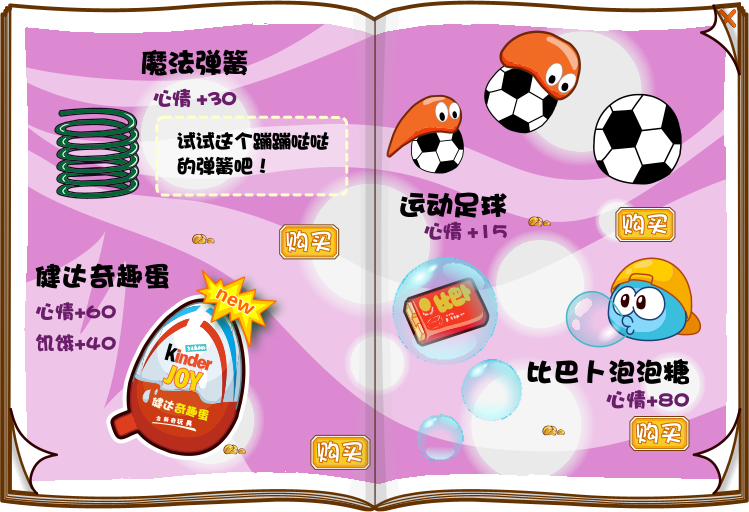 魔法弹簧
心情 +30
试试这个蹦蹦哒哒
的弹簧吧！
购买
健达奇趣蛋
心情+60
饥饿+40
new
kinder
JOY
健达奇趣蛋
购买
运动足球
心情 +15
购买
比巴卜
比巴卜泡泡糖
心情+80
购买